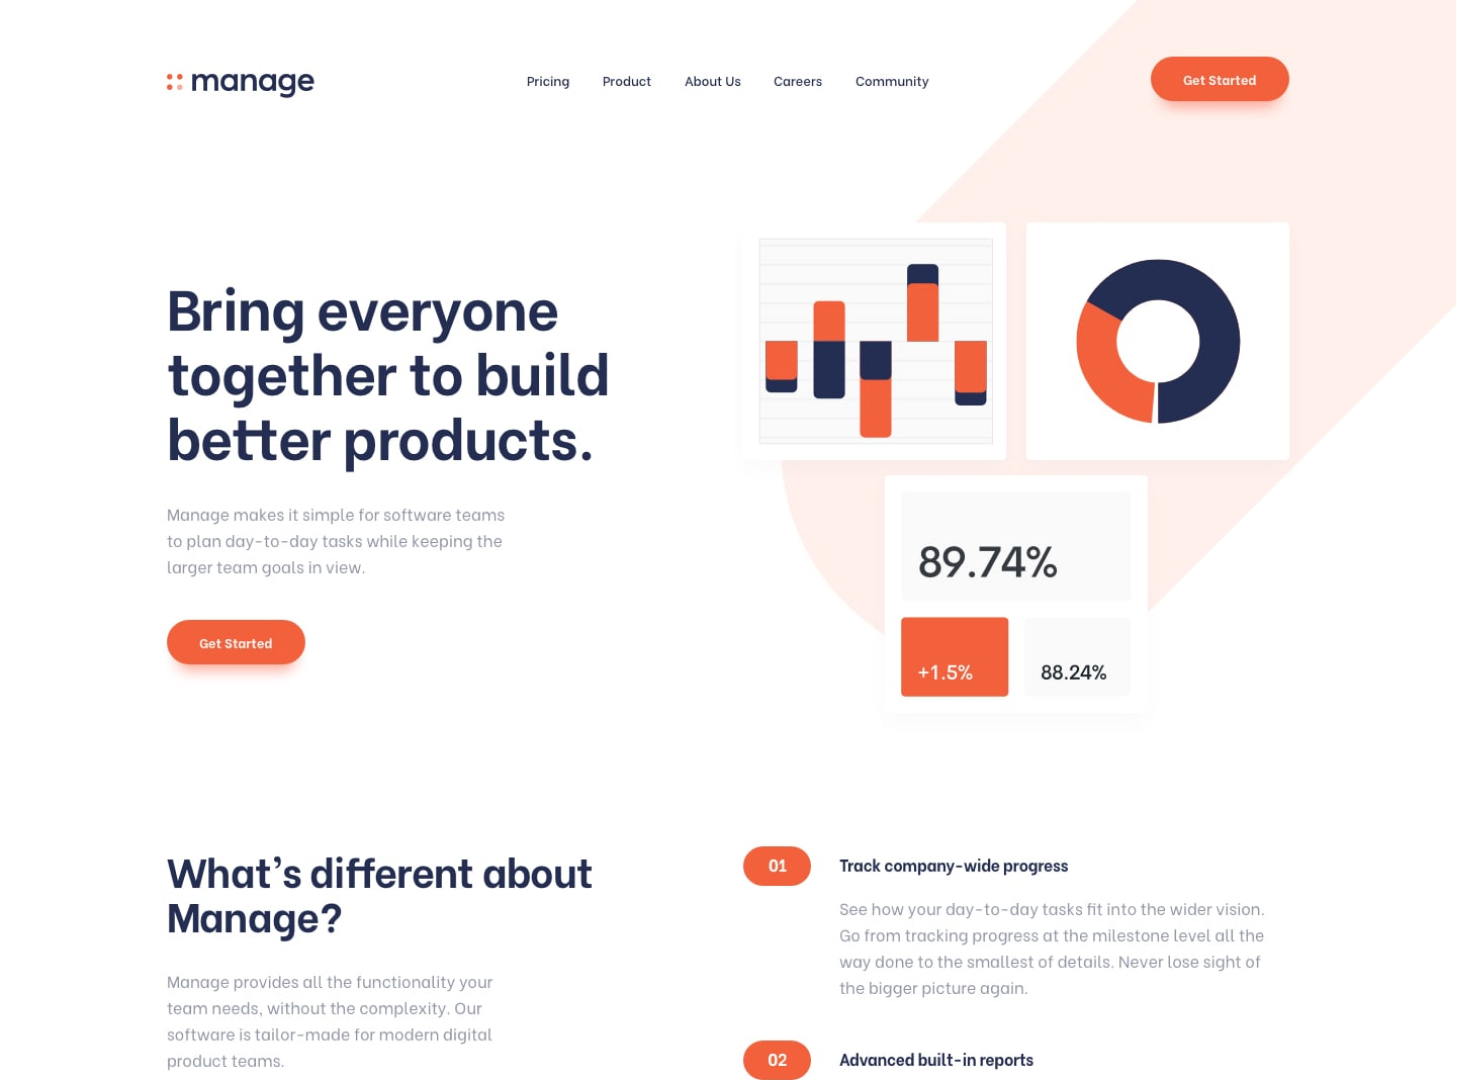 manage
Pricing Product About Us Careers Community
Get Started
Bring everyone
together to build
better products.
Manage makes it simple for software teams
to plan day-to-day tasks while keeping the
larger team goals in view.
Get Started
89.74%
+1.5%
88.24%
What's different about
Manage?
Manage provides all the functionality your
team needs, without the complexity. Our
software is tailor-made for modern digital
product teams.
01
Track company-wide progress
See how your day-to-day tasks fit into the wider vision.
Go from tracking progress at the milestone level all the
way done to the smallest of details. Never lose sight of
the bigger picture again.
02
Advanced built-in reports